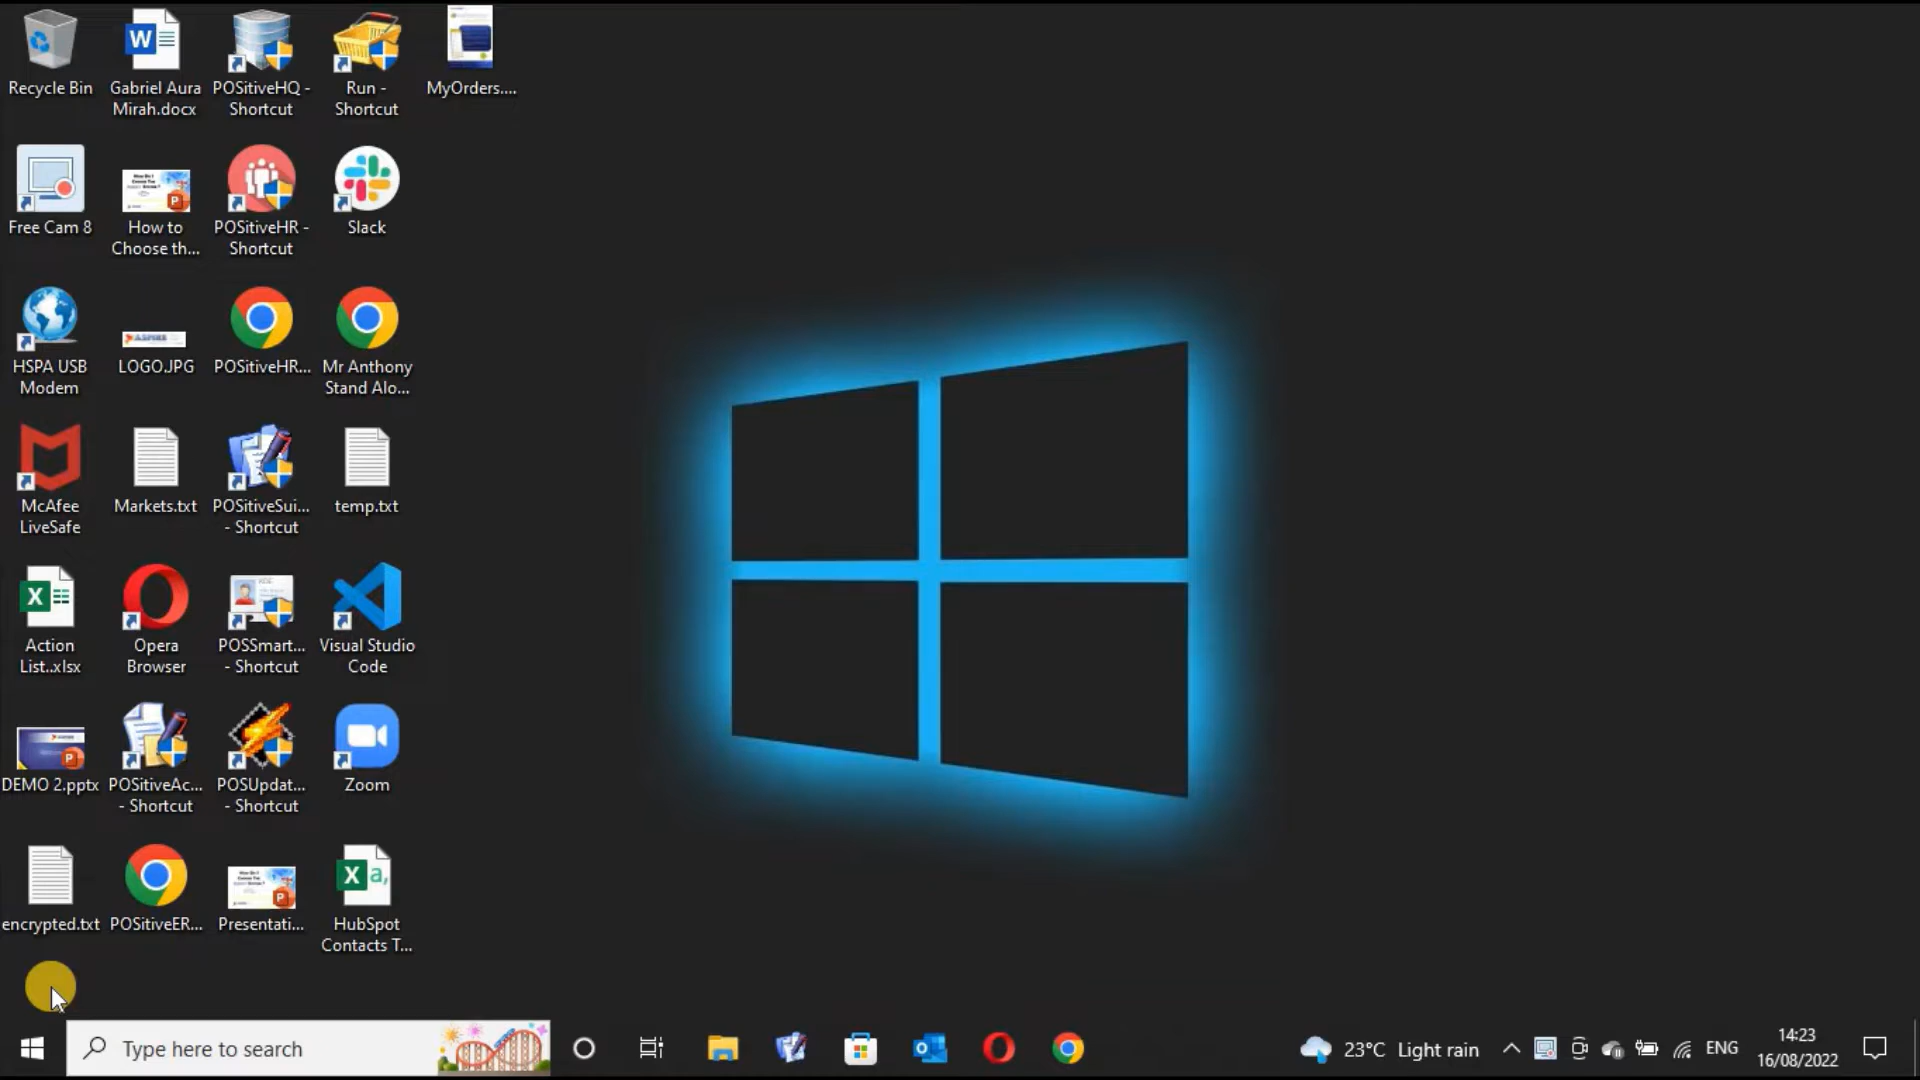 Recycle Bin
Gabriel Aura
Mirah.docx
POSitiveHQ -
Shortcut
Run -
Shortcut
MyOrders....
Free Cam 8
How to
Choose th...
POSitiveHR -
Shortcut
Slack
HSPA USB
Modem
LOGO.JPG
POSitiveHR...
Mr Anthony
Stand Alo...
McAfee
LiveSafe
Markets.txt
POSitiveSui...
- Shortcut
temp.txt
Action
List..xlsx
Opera
Browser
POSSmart...
- Shortcut
Visual Studio
Code
DEMO 2.pptx
POSitiveAc...
- Shortcut
POSUpdat...
- Shortcut
Zoom
encrypted.txt
POSitiveER...
Presentati...
HubSpot
Contacts T...
Type here to search
23°C Light rain
ENG
14:23
16/08/2022